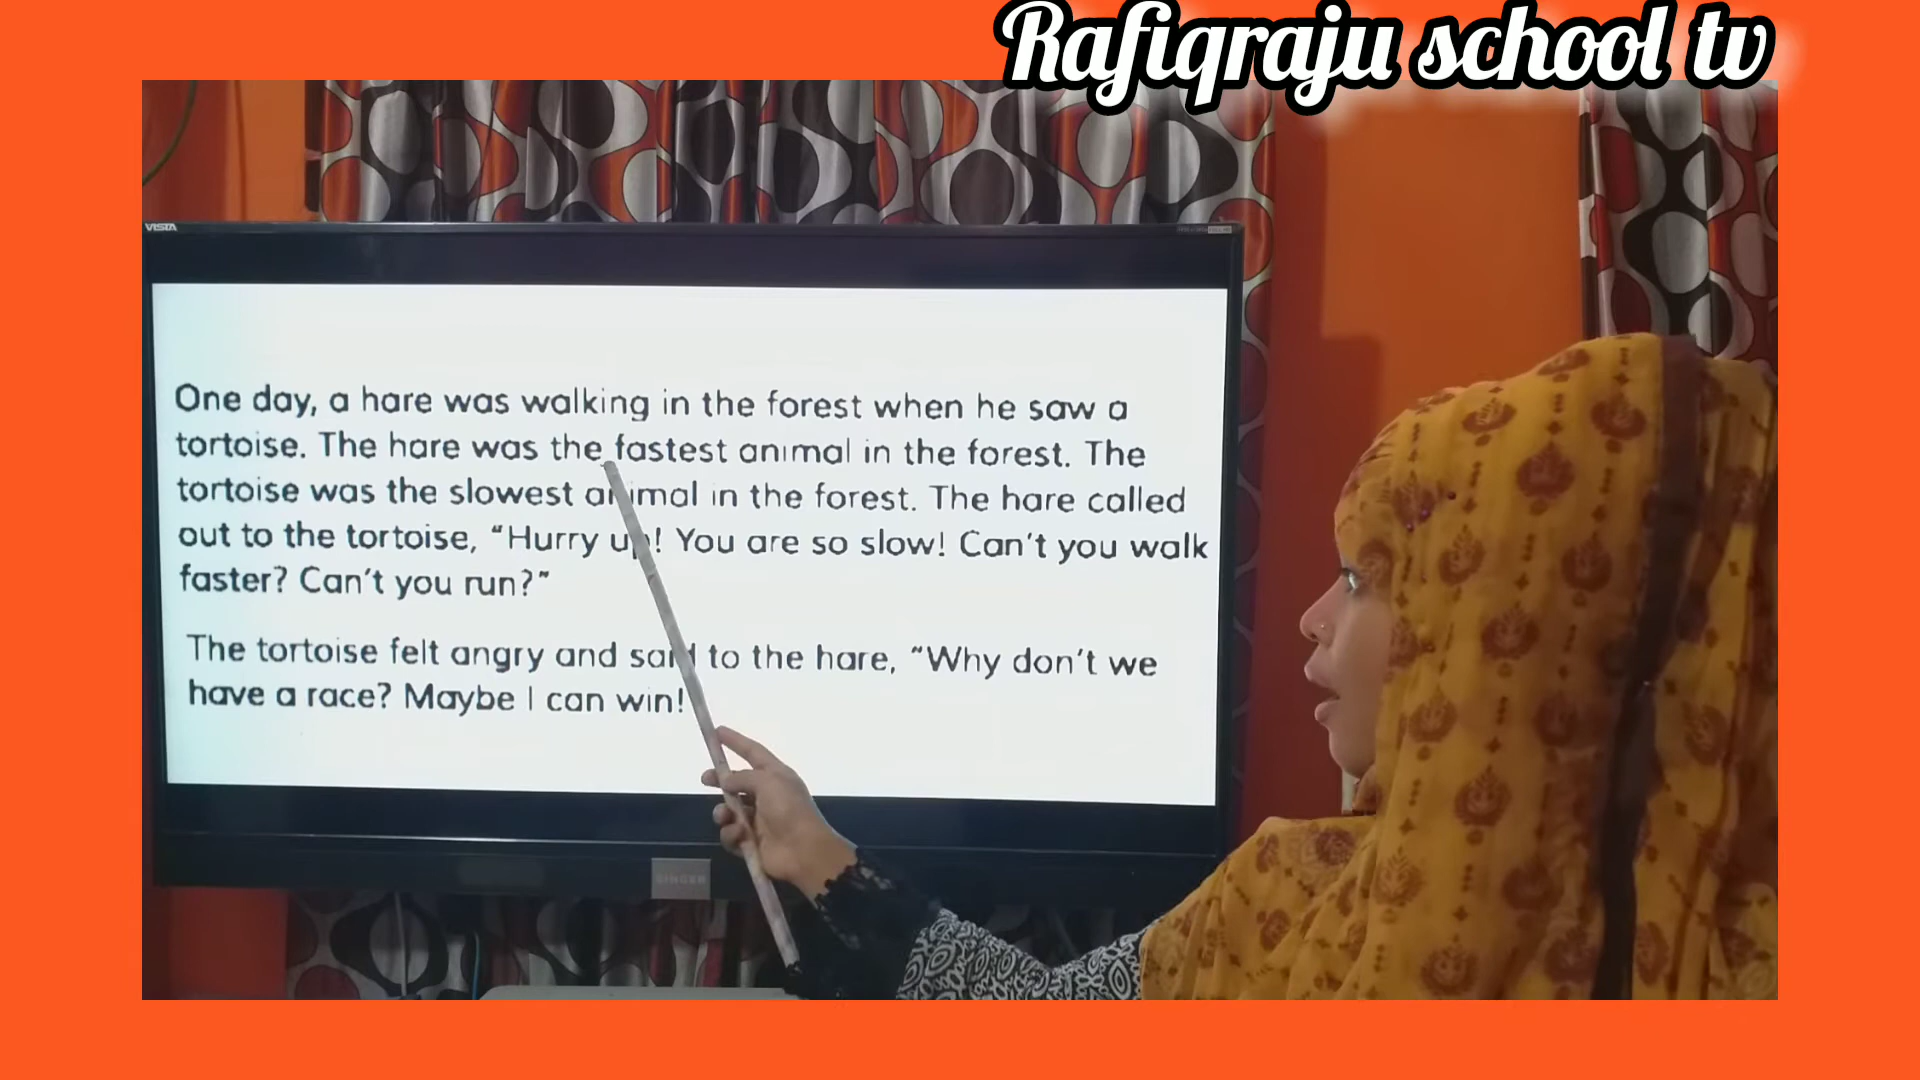 Rafiqraju school tv
VESTA
One day, a hare was walking in the forest when he saw a
tortoise. The hare was the fastest animal in the forest. The
tortoise was the slowest animal in the forest. The hare called
out to the tortoise, “Hurry up! You are so slow! Can’t you walk
faster? Can’t you run?”
The tortoise felt angry and said to the hare, “Why don’t we
have a race? Maybe I can win!
SINGER